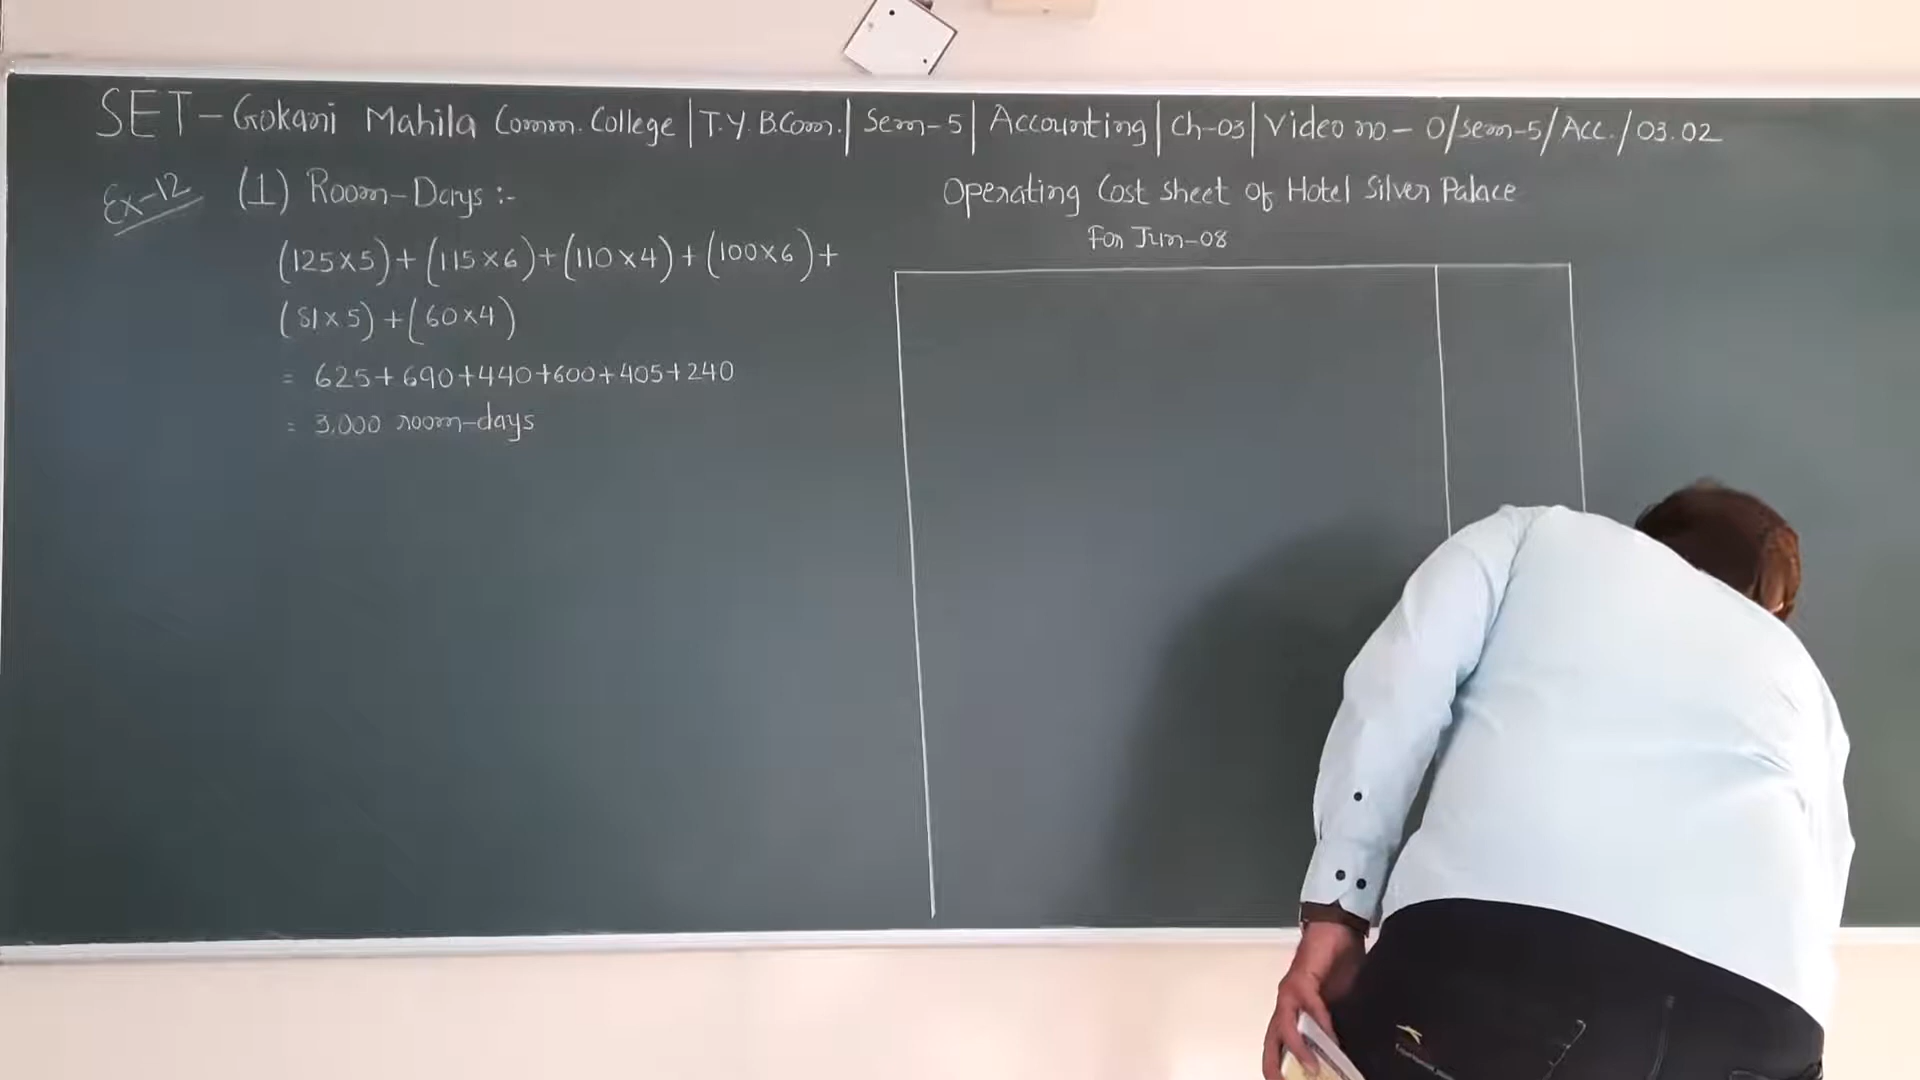 SET-Gokani Mahila Comm. College | T.Y. B.Com. | Sem-5 | Accounting | Ch-03 | Video no - 0/sem-5/Acc./03.02
Ex-12
(1) Room-Days :-
(125×5)+(115×6)+(110×4)+(100×6)+
(81×5)+(60×4)
= 625+690+440+600+405+240
= 3,000 room-days
Operating Cost sheet of Hotel Silver Palace
For Jun-08